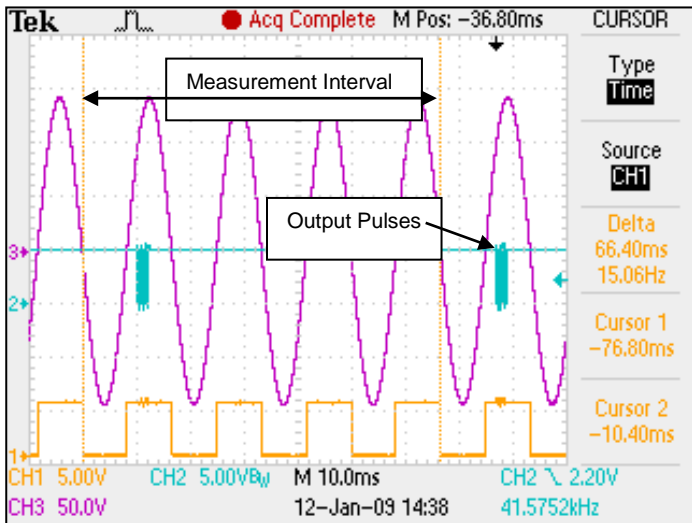 Tek Acq Complete M Pos: -36.80ms CURSOR
Type
Time
Measurement Interval
Source
CH1
Output Pulses
Delta
66.40ms
15.06Hz
3
2
Cursor 1
-76.80ms
Cursor 2
-10.40ms
1
CH1 5.00V CH2 5.00VBW M 10.0ms CH2 2.20V
CH3 50.0V 12-Jan-09 14:38 41.5752kHz